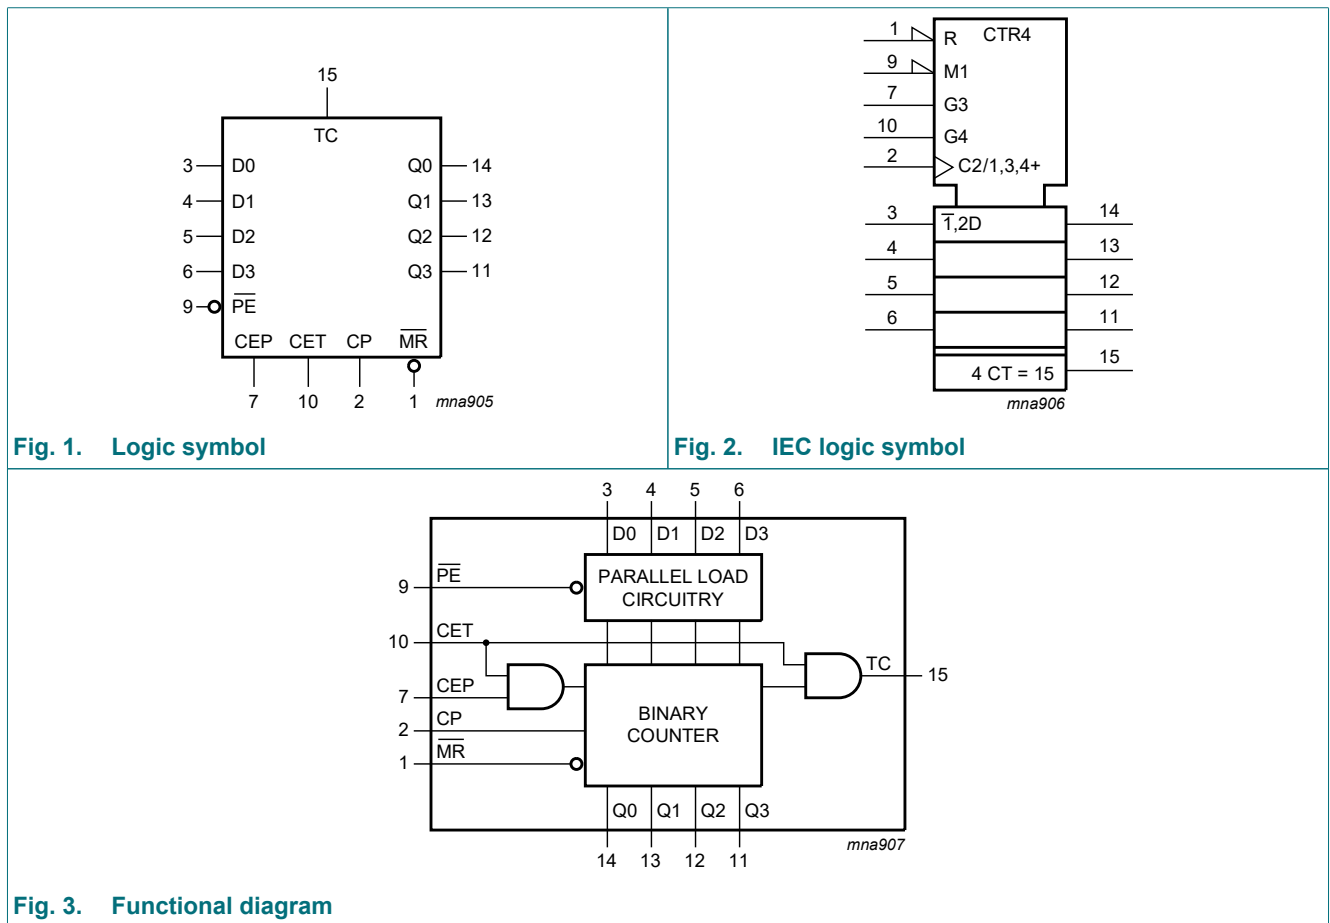 15
TC
3 D0 Q0 14
4 D1 Q1 13
5 D2 Q2 12
6 D3 Q3 11
9 P̅E̅
CEP CET CP M̅R̅
7 10 2 1 mna905
Fig. 1. Logic symbol
1 R CTR4
9 M1
7 G3
10 G4
2 C2/1,3,4+
3 1̅,2D 14
4 13
5 12
6 11
4 CT = 15 15
mna906
Fig. 2. IEC logic symbol
3 4 5 6
D0 D1 D2 D3
9 P̅E̅ PARALLEL LOAD
CIRCUITRY
10 CET
TC 15
7 CEP
2 CP BINARY
COUNTER
1 M̅R̅
Q0 Q1 Q2 Q3
mna907
14 13 12 11
Fig. 3. Functional diagram